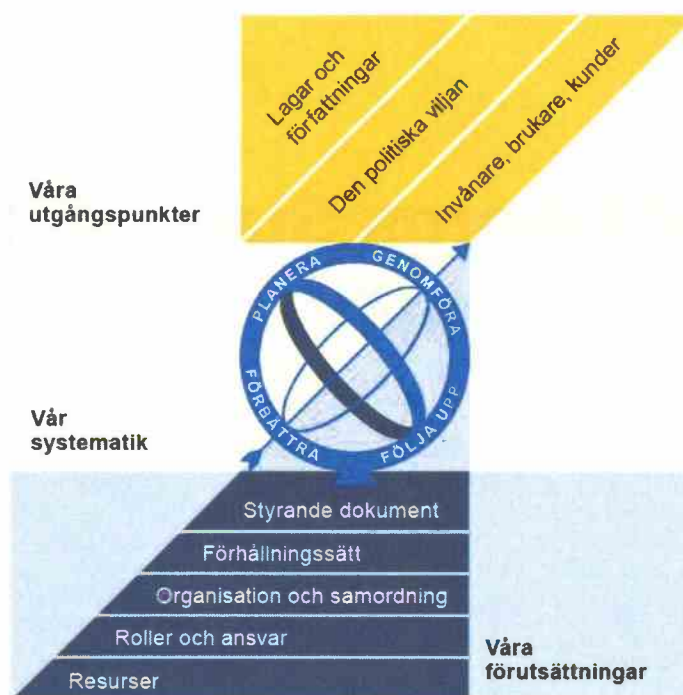 Lagar och
författningar
Den politiska viljan
Invånare, brukare, kunder
Våra
utgångspunkter
PLANERA
GENOMFÖRA
FÖRBÄTTRA
FÖLJA UPP
Vår
systematik
Styrande dokument
Förhållningssätt
Organisation och samordning
Roller och ansvar
Resurser
Våra
förutsättningar